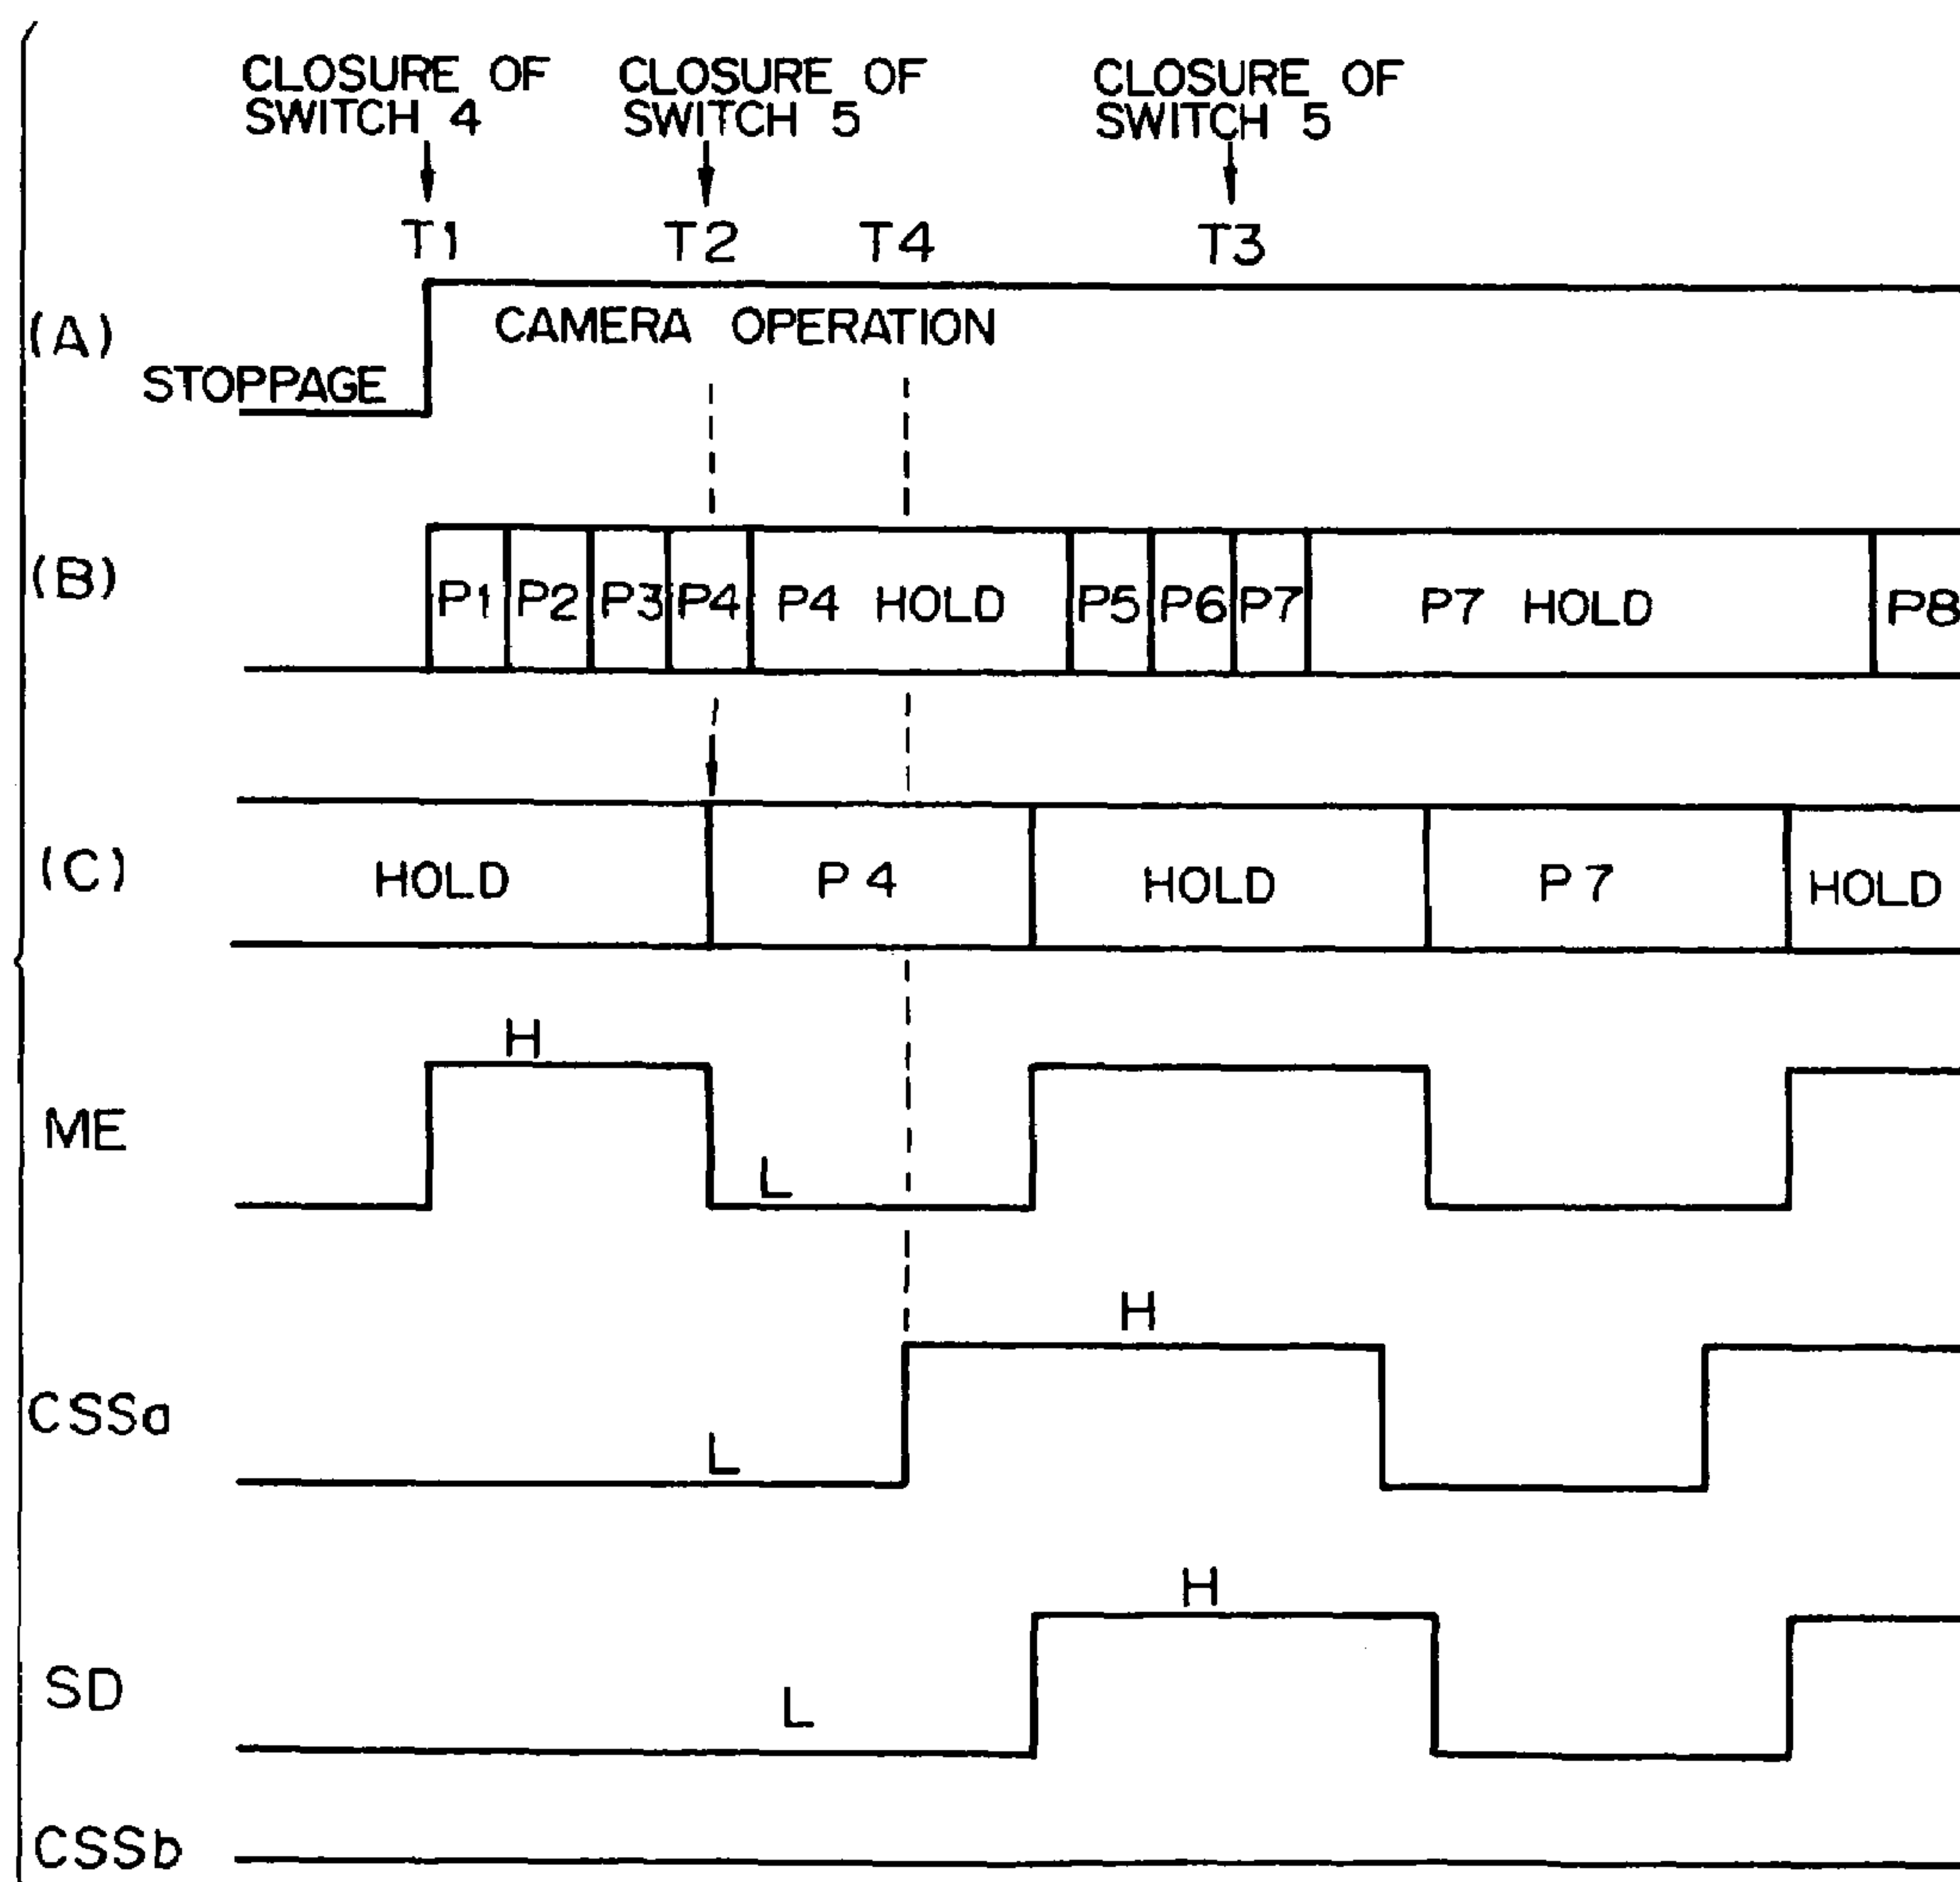 CLOSURE OF SWITCH 4
CLOSURE OF SWITCH 5
CLOSURE OF SWITCH 5
T1 T2 T4 T3
(A)
STOPPAGE
CAMERA OPERATION
(B) P1 P2 P3 P4 P4 HOLD P5 P6 P7 P7 HOLD P8
(C) HOLD P4 HOLD P7 HOLD
ME H L
CSSa L H
SD L H
CSSb